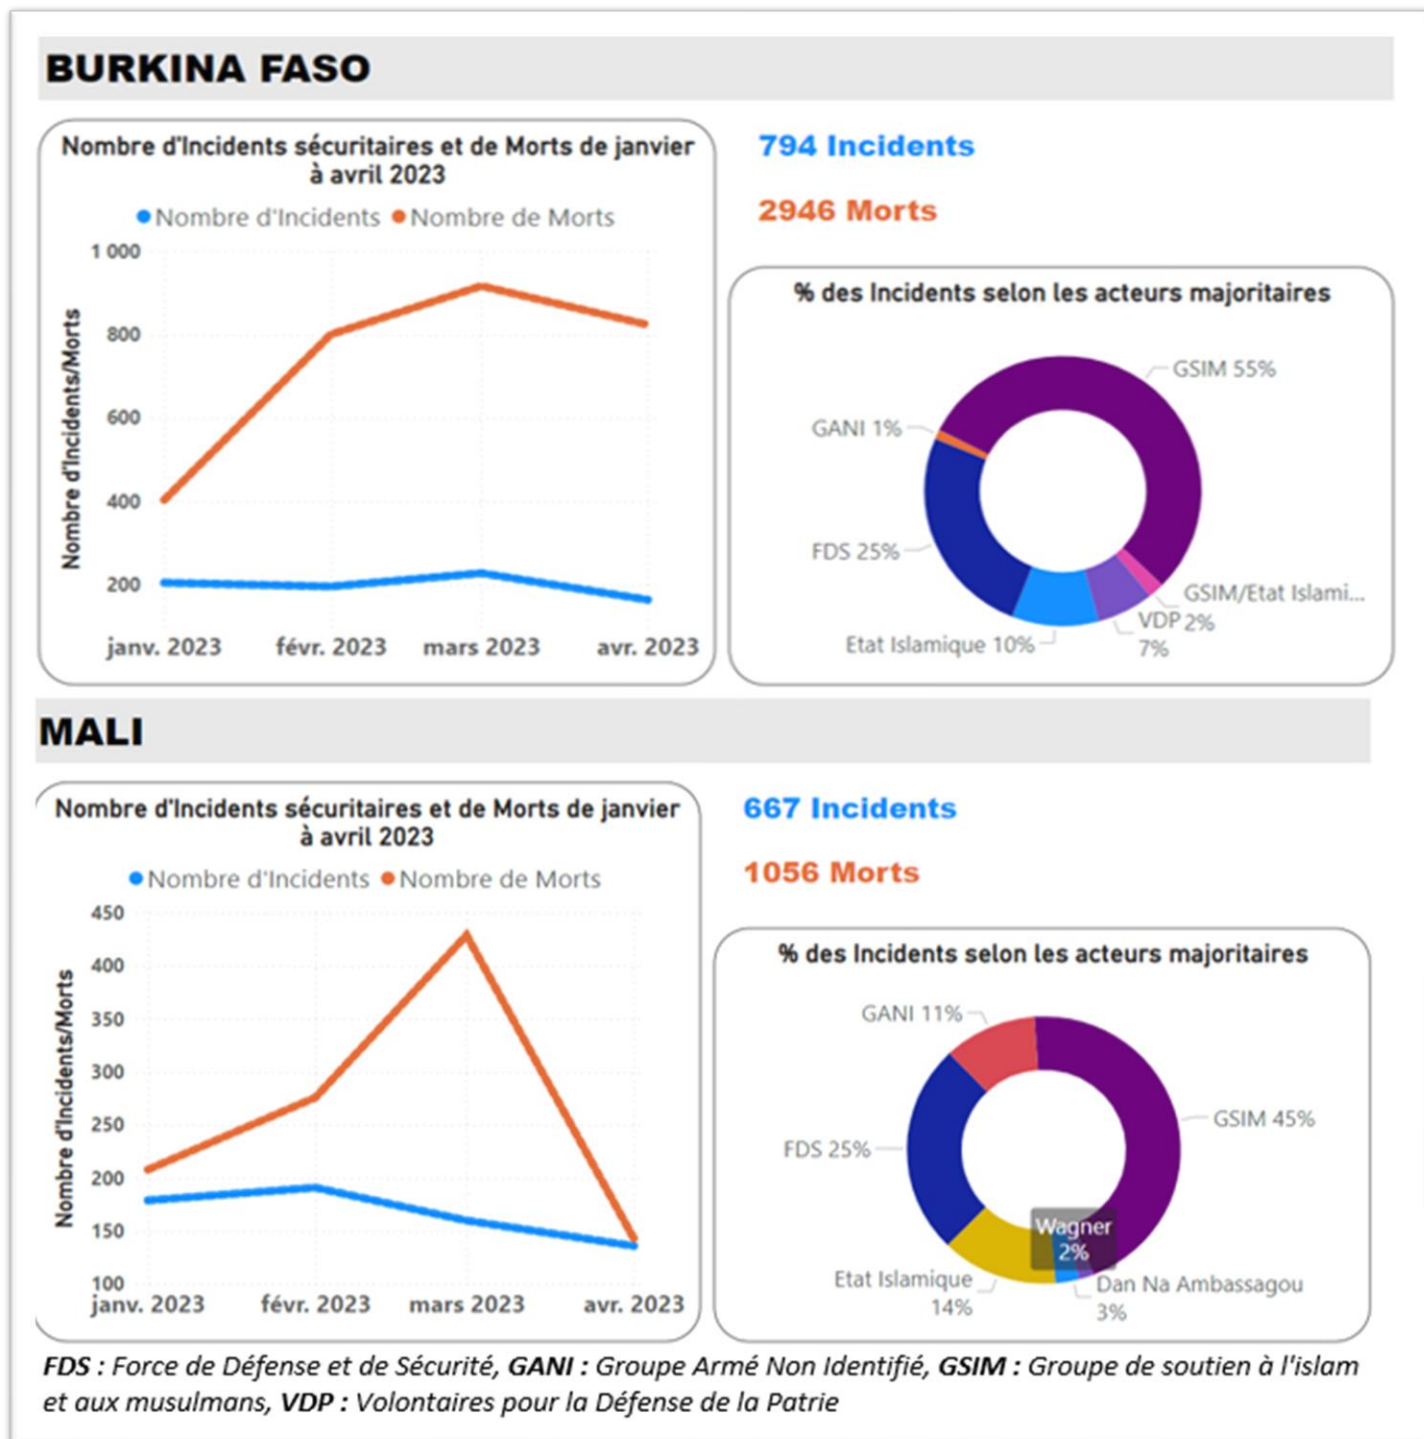 BURKINA FASO
Nombre d'Incidents sécuritaires et de Morts de janvier
à avril 2023
Nombre d'Incidents Nombre de Morts
1 000
800
600
400
200
Nombre d'Incidents/Morts
janv. 2023 févr. 2023 mars 2023 avr. 2023
794 Incidents
2946 Morts
% des Incidents selon les acteurs majoritaires
GSIM 55%
GANI 1%
FDS 25%
Etat Islamique 10%
VDP
7%
GSIM/Etat Islami...
2%
MALI
Nombre d'Incidents sécuritaires et de Morts de janvier
à avril 2023
Nombre d'Incidents Nombre de Morts
450
400
350
300
250
200
150
100
Nombre d'Incidents/Morts
janv. 2023 févr. 2023 mars 2023 avr. 2023
667 Incidents
1056 Morts
% des Incidents selon les acteurs majoritaires
GANI 11%
GSIM 45%
FDS 25%
Wagner
2%
Etat Islamique
14%
Dan Na Ambassagou
3%
FDS : Force de Défense et de Sécurité, GANI : Groupe Armé Non Identifié, GSIM : Groupe de soutien à l'islam
et aux musulmans, VDP : Volontaires pour la Défense de la Patrie